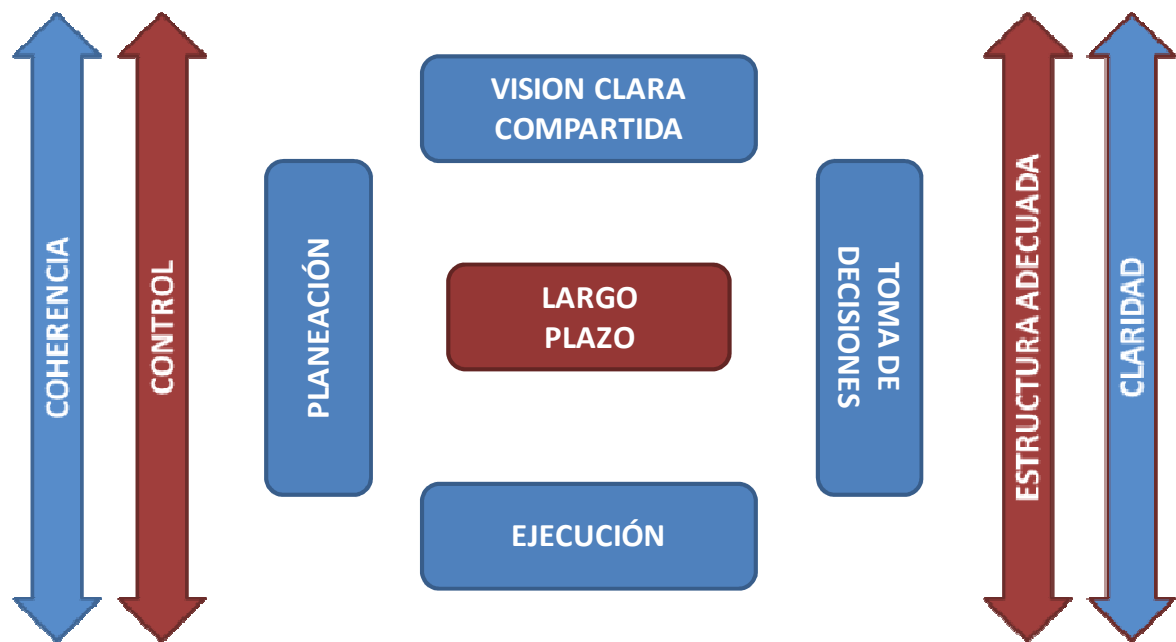 COHERENCIA
CONTROL
VISION CLARA
COMPARTIDA
PLANEACIÓN
LARGO
PLAZO
TOMA DE
DECISIONES
EJECUCIÓN
ESTRUCTURA ADECUADA
CLARIDAD